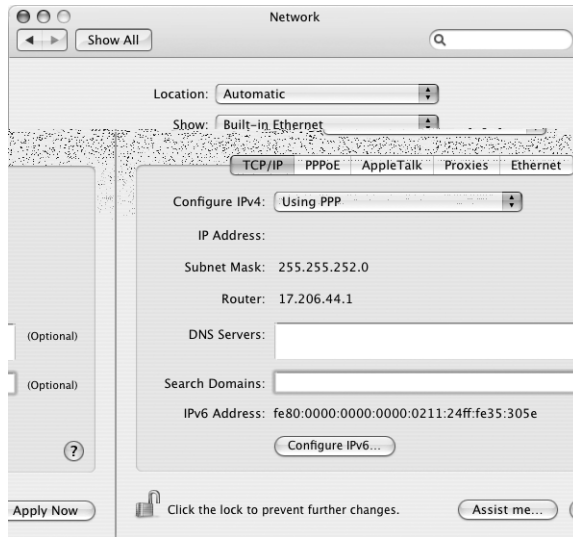 Network
Show All
Location: Automatic
Show: Built-in Ethernet
TCP/IP PPPoE AppleTalk Proxies Ethernet
Configure IPv4: Using PPP
IP Address:
Subnet Mask: 255.255.252.0
Router: 17.206.44.1
(Optional) DNS Servers:
(Optional) Search Domains:
IPv6 Address: fe80:0000:0000:0000:0211:24ff:fe35:305e
? Configure IPv6...
Apply Now Click the lock to prevent further changes. Assist me...